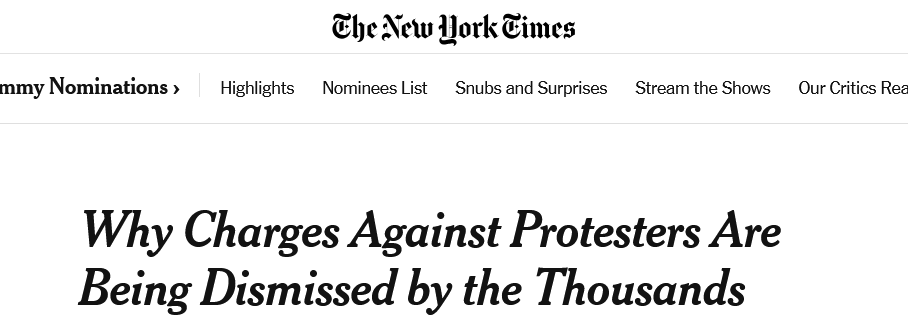 The New York Times
mmy Nominations › Highlights Nominees List Snubs and Surprises Stream the Shows Our Critics Rea
Why Charges Against Protesters Are
Being Dismissed by the Thousands